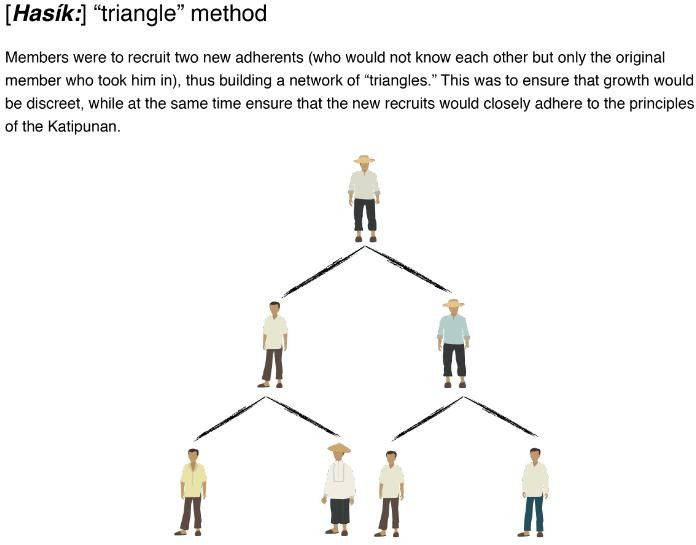 [Hasík:] “triangle” method
Members were to recruit two new adherents (who would not know each other but only the original
member who took him in), thus building a network of “triangles.” This was to ensure that growth would
be discreet, while at the same time ensure that the new recruits would closely adhere to the principles
of the Katipunan.